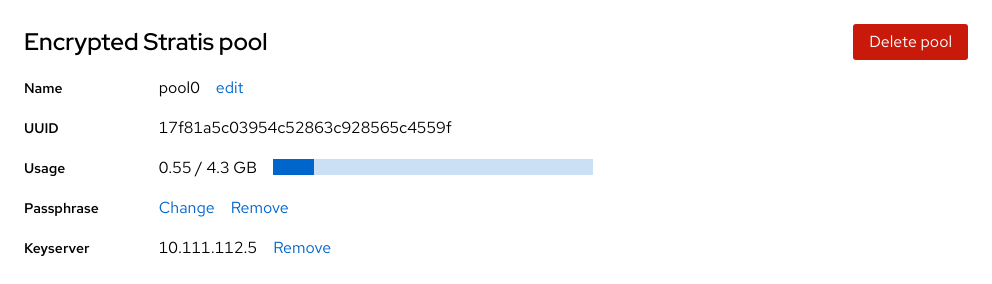 Encrypted Stratis pool Delete pool
Name pool0 edit
UUID 17f81a5c03954c52863c928565c4559f
Usage 0.55 / 4.3 GB
Passphrase Change Remove
Keyserver 10.111.112.5 Remove